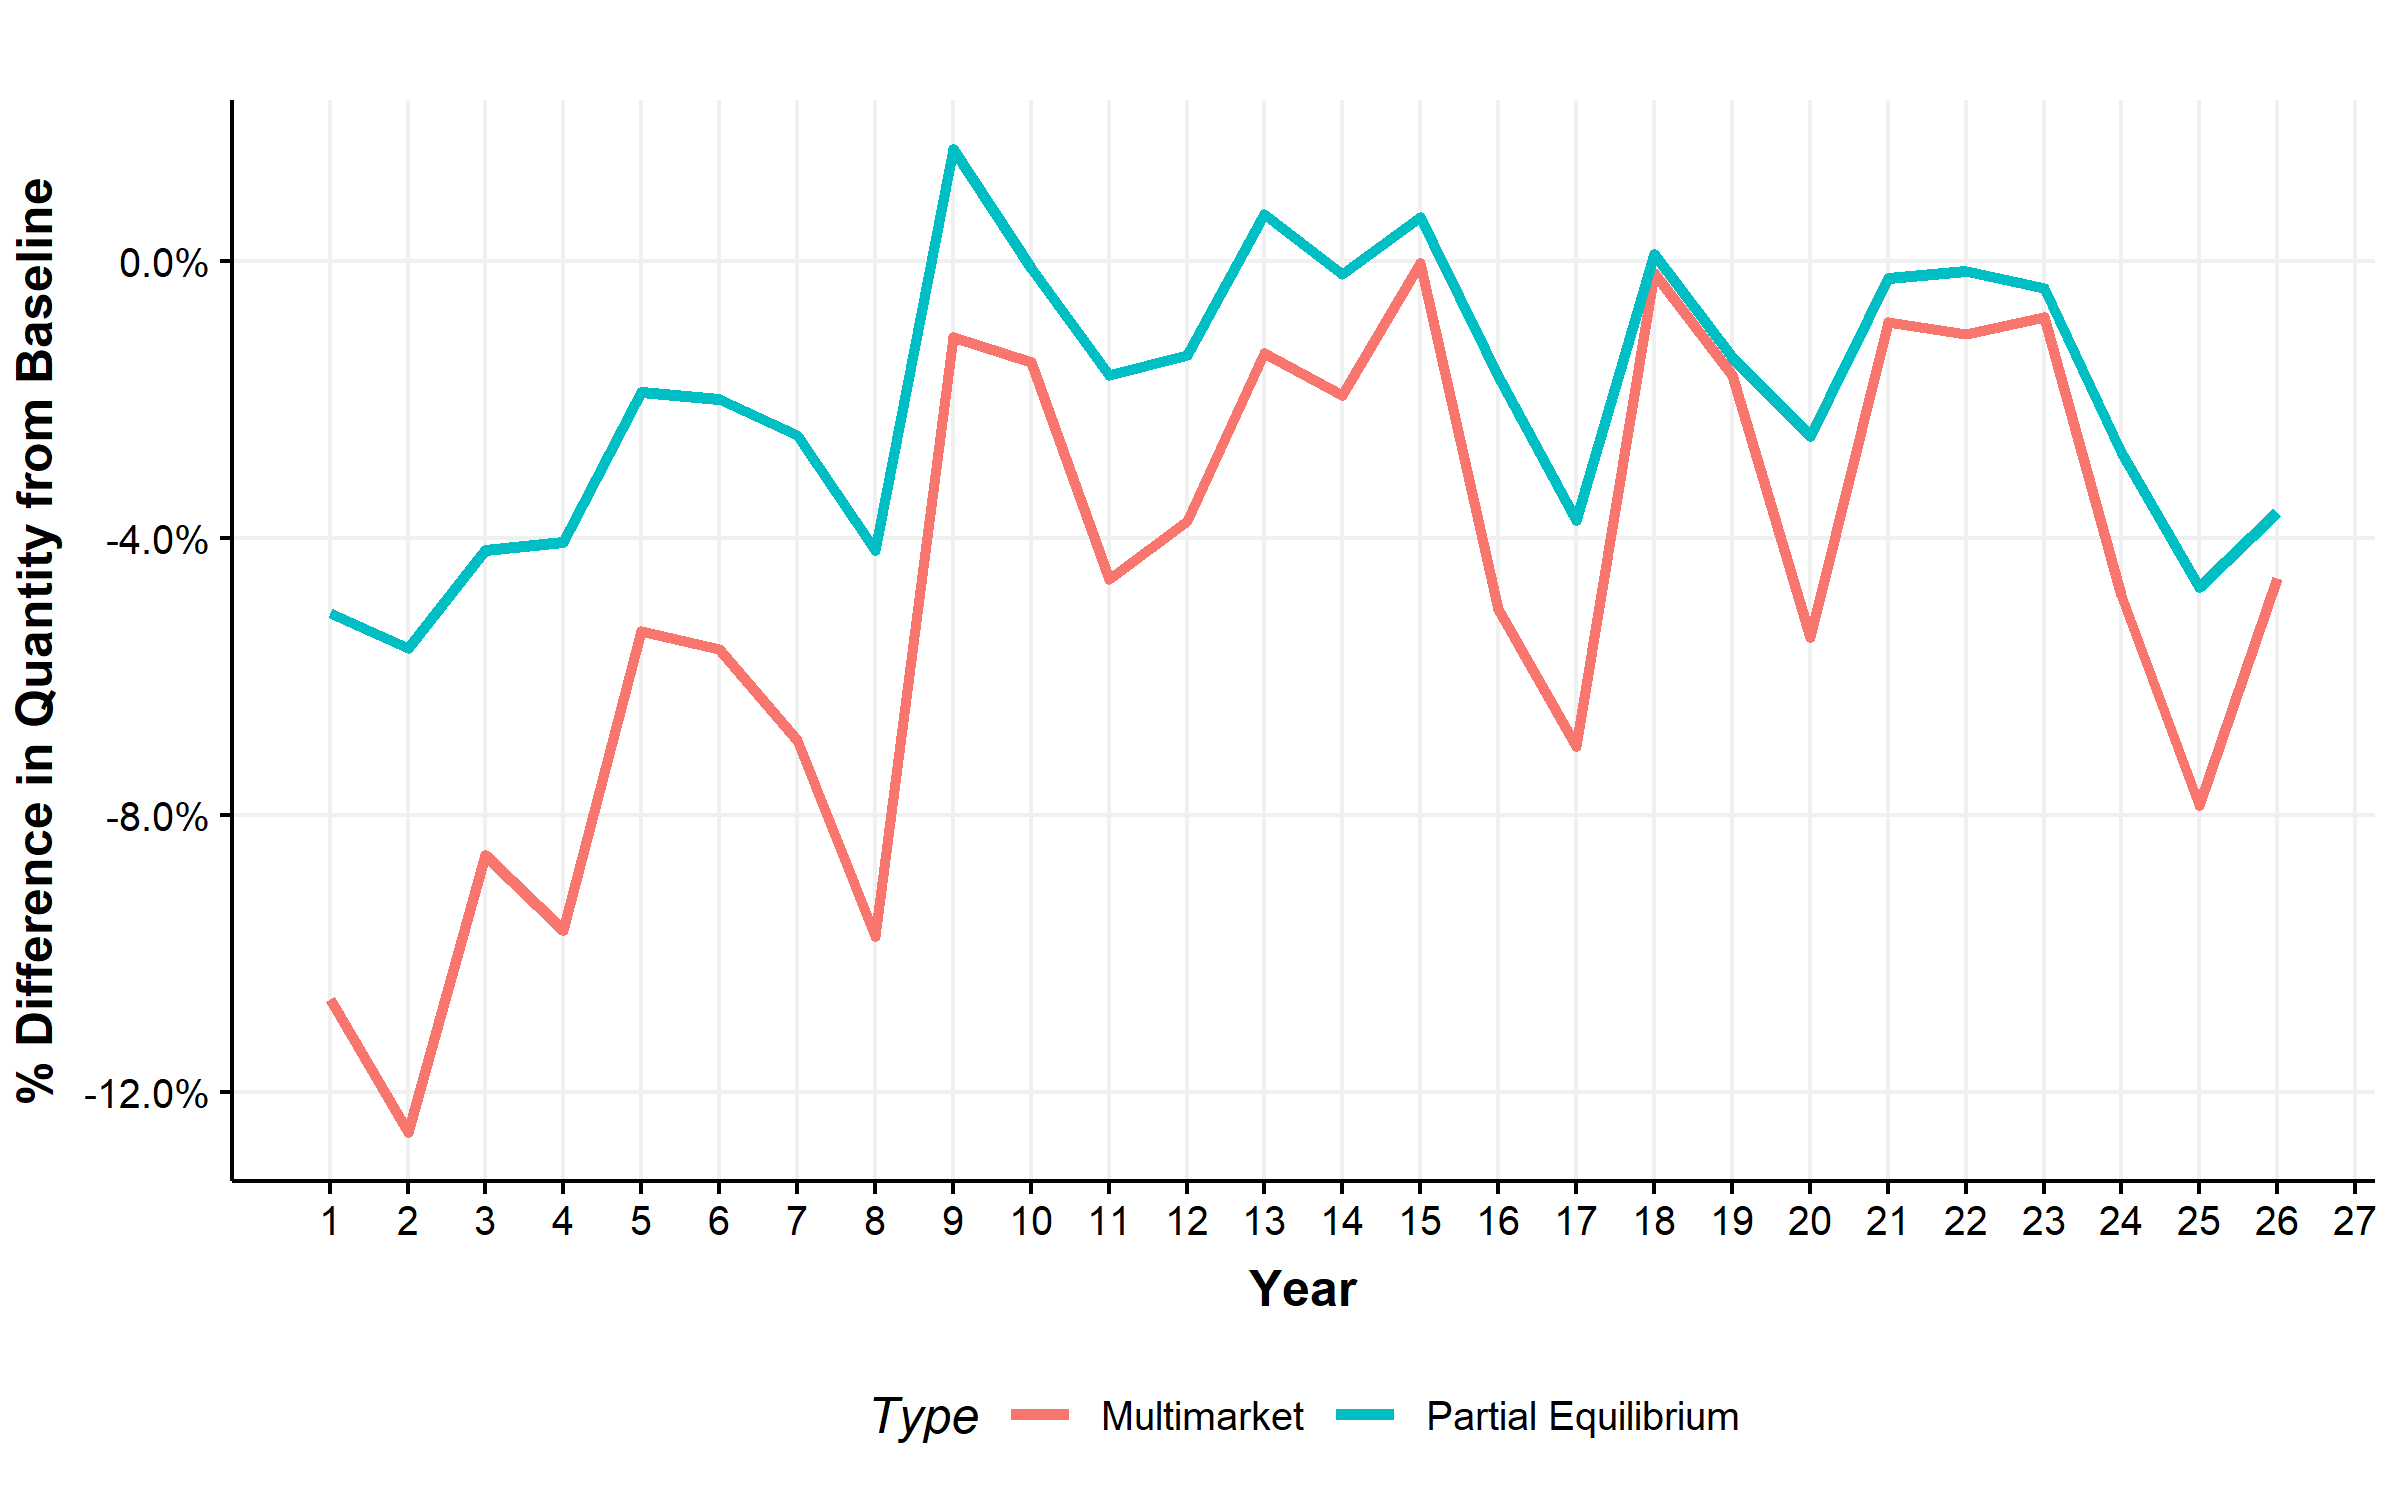 % Difference in Quantity from Baseline
0.0%
-4.0%
-8.0%
-12.0%
1 2 3 4 5 6 7 8 9 10 11 12 13 14 15 16 17 18 19 20 21 22 23 24 25 26 27
Year
Type Multimarket Partial Equilibrium